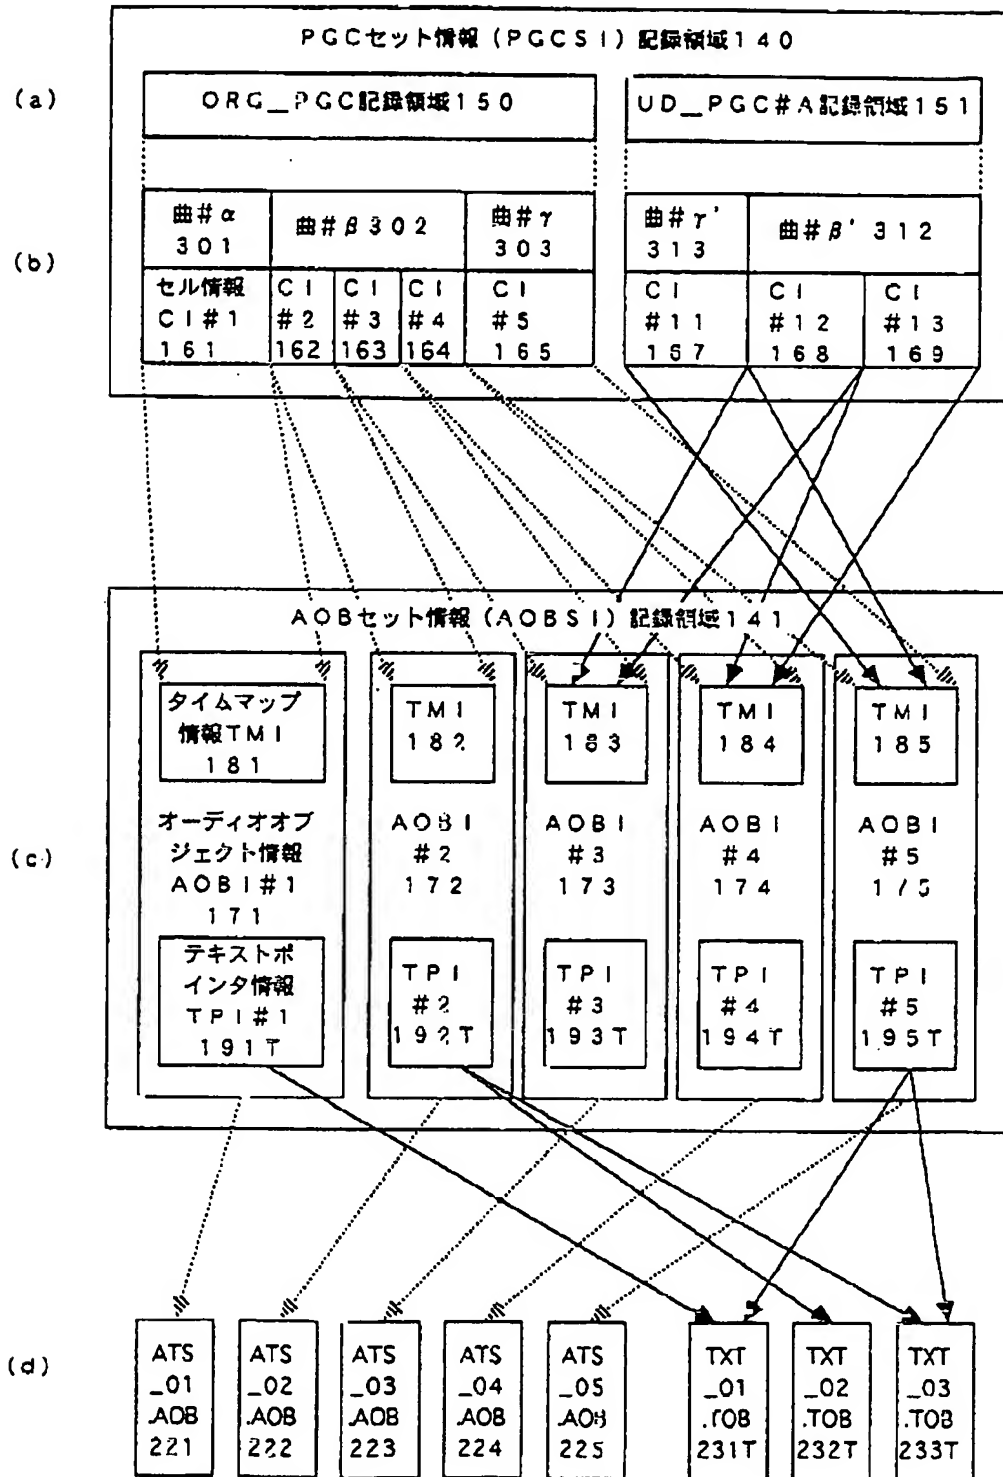 PGCセット情報(PGCSI)記録領域140
(a)
ORG_PGC記録領域150
UD_PGC#A記録領域151
(b)
曲#α
301
曲#β302
曲#γ
303
曲#γ'
313
曲#β'312
セル情報
CI#1
161
CI
#2
162
CI
#3
163
CI
#4
164
CI
#5
165
CI
#11
167
CI
#12
168
CI
#13
169
AOBセット情報(AOBSI)記録領域141
(c)
タイムマップ
情報TMI
181
TMI
182
TMI
183
TMI
184
TMI
185
オーディオオブ
ジェクト情報
AOBI#1
171
AOBI
#2
172
AOBI
#3
173
AOBI
#4
174
AOBI
#5
175
テキストポ
インタ情報
TPI#1
191T
TPI
#2
192T
TPI
#3
193T
TPI
#4
194T
TPI
#5
195T
(d)
ATS
_01
.AOB
221
ATS
_02
.AOB
222
ATS
_03
.AOB
223
ATS
_04
.AOB
224
ATS
_05
.AOB
225
TXT
_01
.TOB
231T
TXT
_02
.TOB
232T
TXT
_03
.TOB
233T